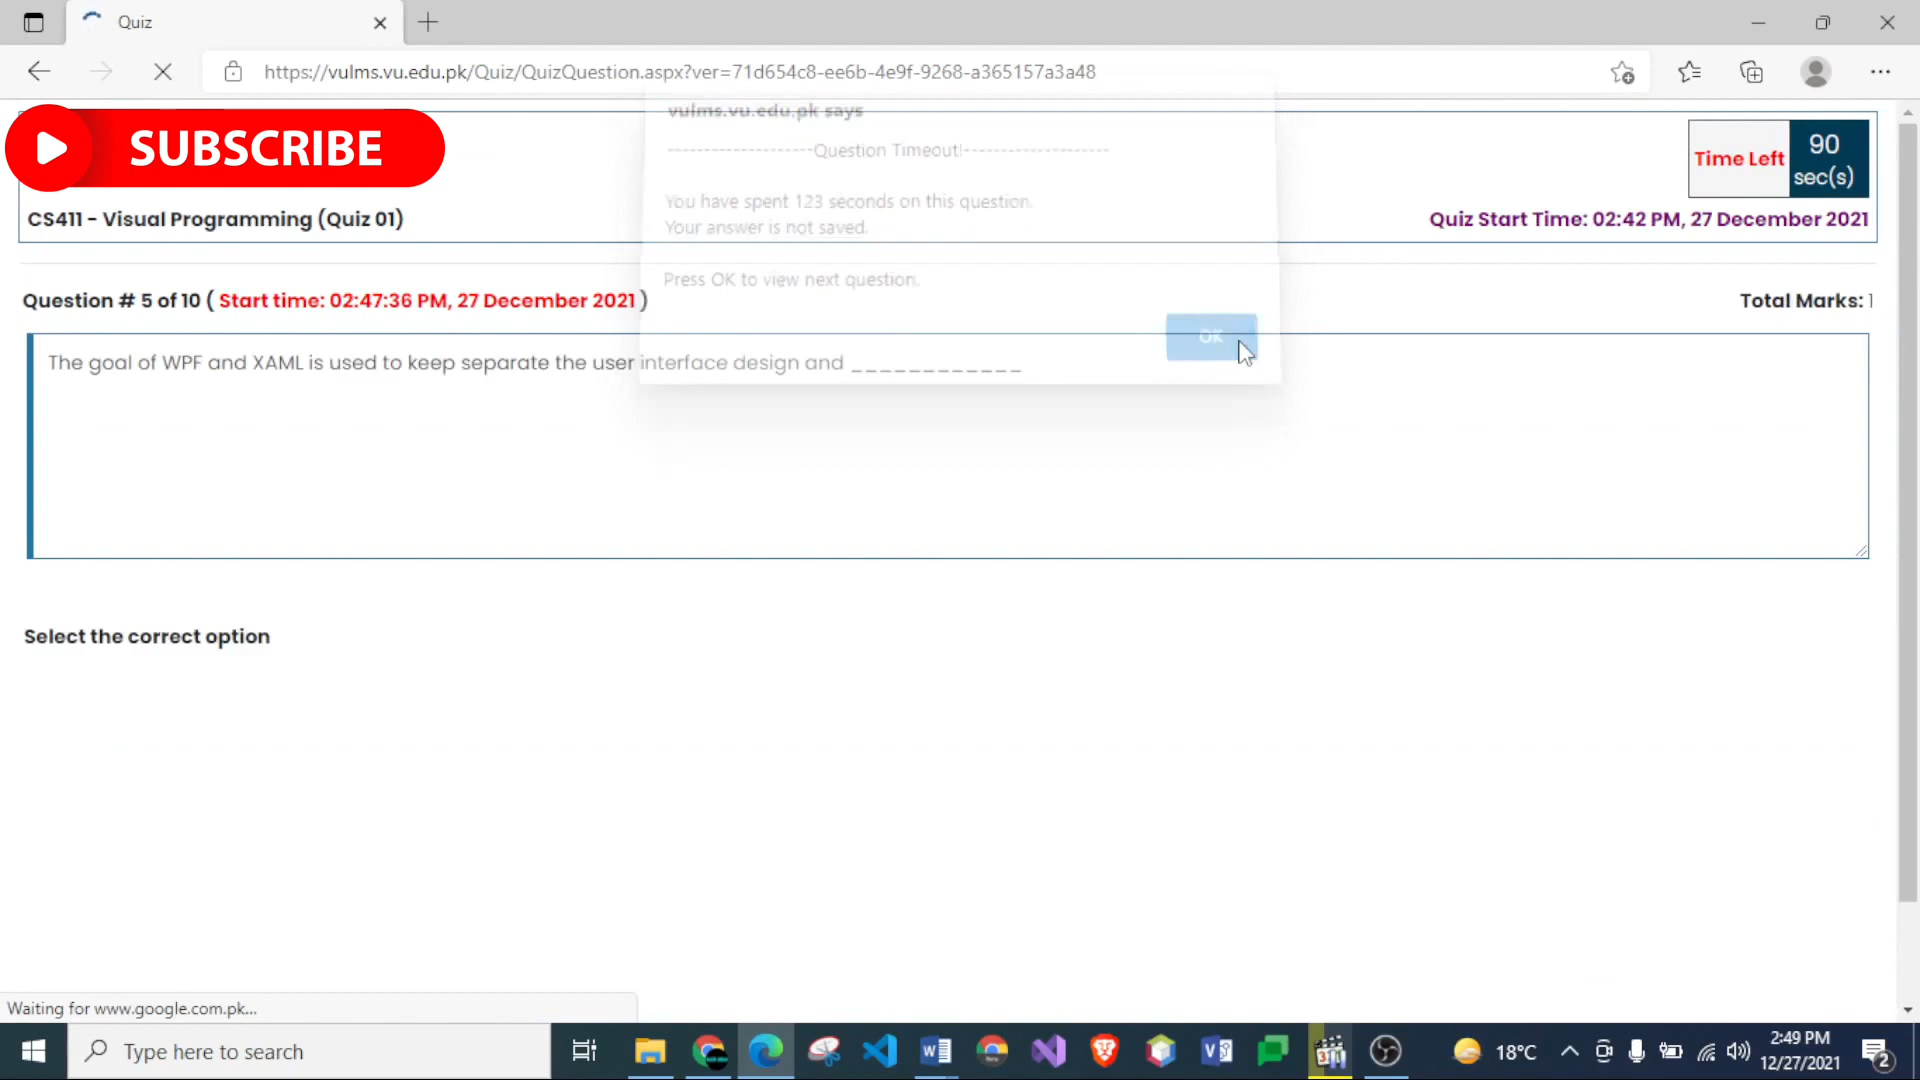 Quiz
https://vulms.vu.edu.pk/Quiz/QuizQuestion.aspx?ver=71d654c8-ee6b-4e9f-9268-a365157a3a48
SUBSCRIBE
vulms.vu.edu.pk says
--------------------Question Timeout!--------------------
You have spent 123 seconds on this question.
Your answer is not saved.
Press OK to view next question.
OK
Time Left
90
sec(s)
CS411 - Visual Programming (Quiz 01)
Quiz Start Time: 02:42 PM, 27 December 2021
Question # 5 of 10 ( Start time: 02:47:36 PM, 27 December 2021 )
Total Marks: 1
The goal of WPF and XAML is used to keep separate the user interface design and ____________
Select the correct option
Waiting for www.google.com.pk...
Type here to search
18°C
2:49 PM
12/27/2021
2